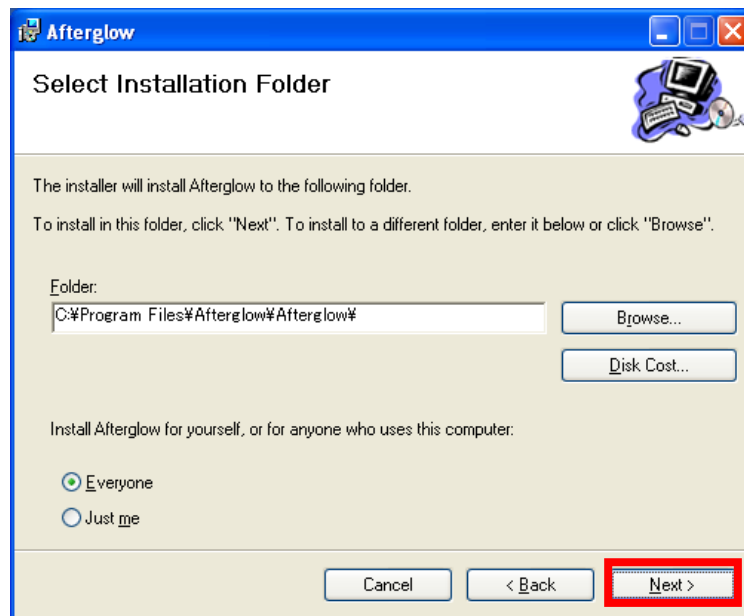 Afterglow
Select Installation Folder
The installer will install Afterglow to the following folder.
To install in this folder, click "Next". To install to a different folder, enter it below or click "Browse".
Folder:
C:¥Program Files¥Afterglow¥Afterglow¥
Browse...
Disk Cost...
Install Afterglow for yourself, or for anyone who uses this computer:
Everyone
Just me
Cancel
< Back
Next >